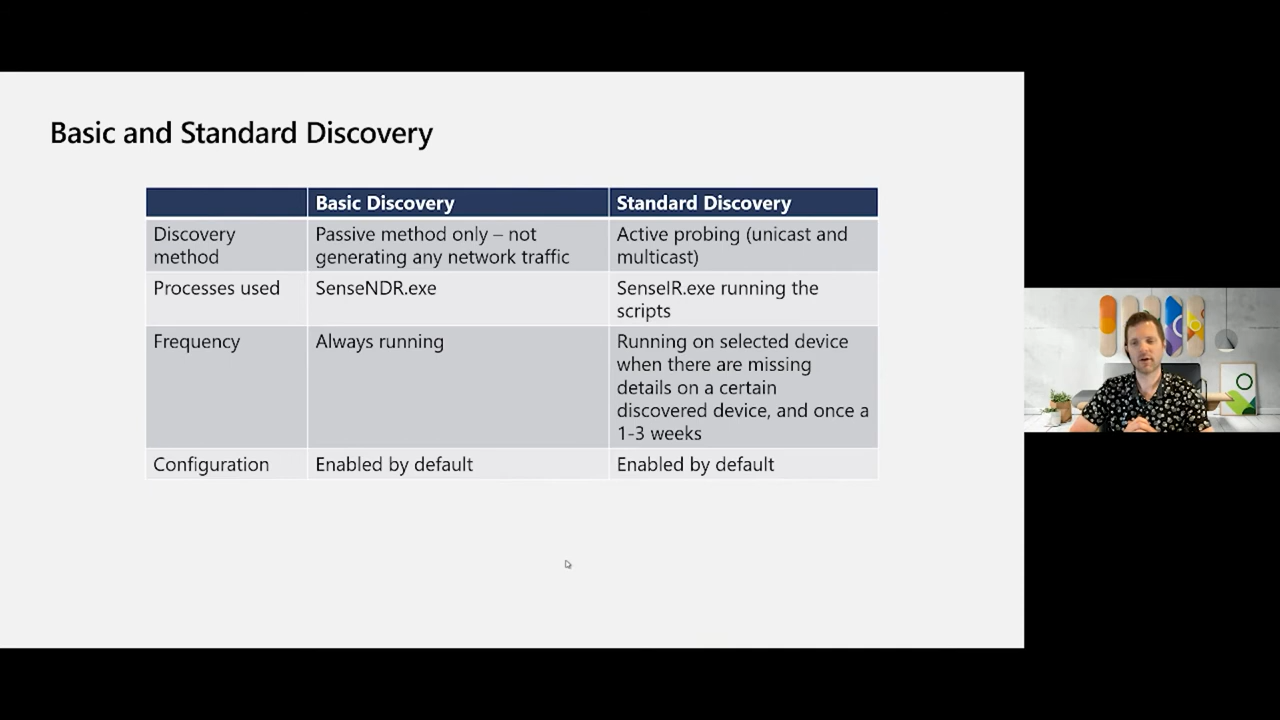 Basic and Standard Discovery
Basic Discovery
Standard Discovery
Discovery
method
Passive method only – not
generating any network traffic
Active probing (unicast and
multicast)
Processes used
SenseNDR.exe
SenseIR.exe running the
scripts
Frequency
Always running
Running on selected device
when there are missing
details on a certain
discovered device, and once a
1-3 weeks
Configuration
Enabled by default
Enabled by default